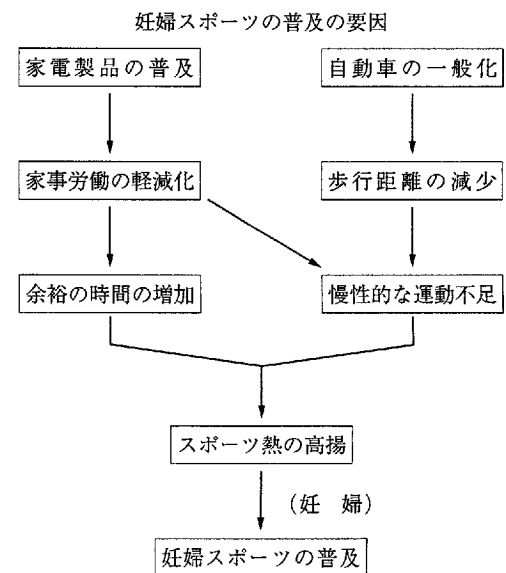 妊婦スポーツの普及の要因
家電製品の普及
自動車の一般化
家事労働の軽減化
歩行距離の減少
余裕の時間の増加
慢性的な運動不足
スポーツ熱の高揚
(妊 婦)
妊婦スポーツの普及